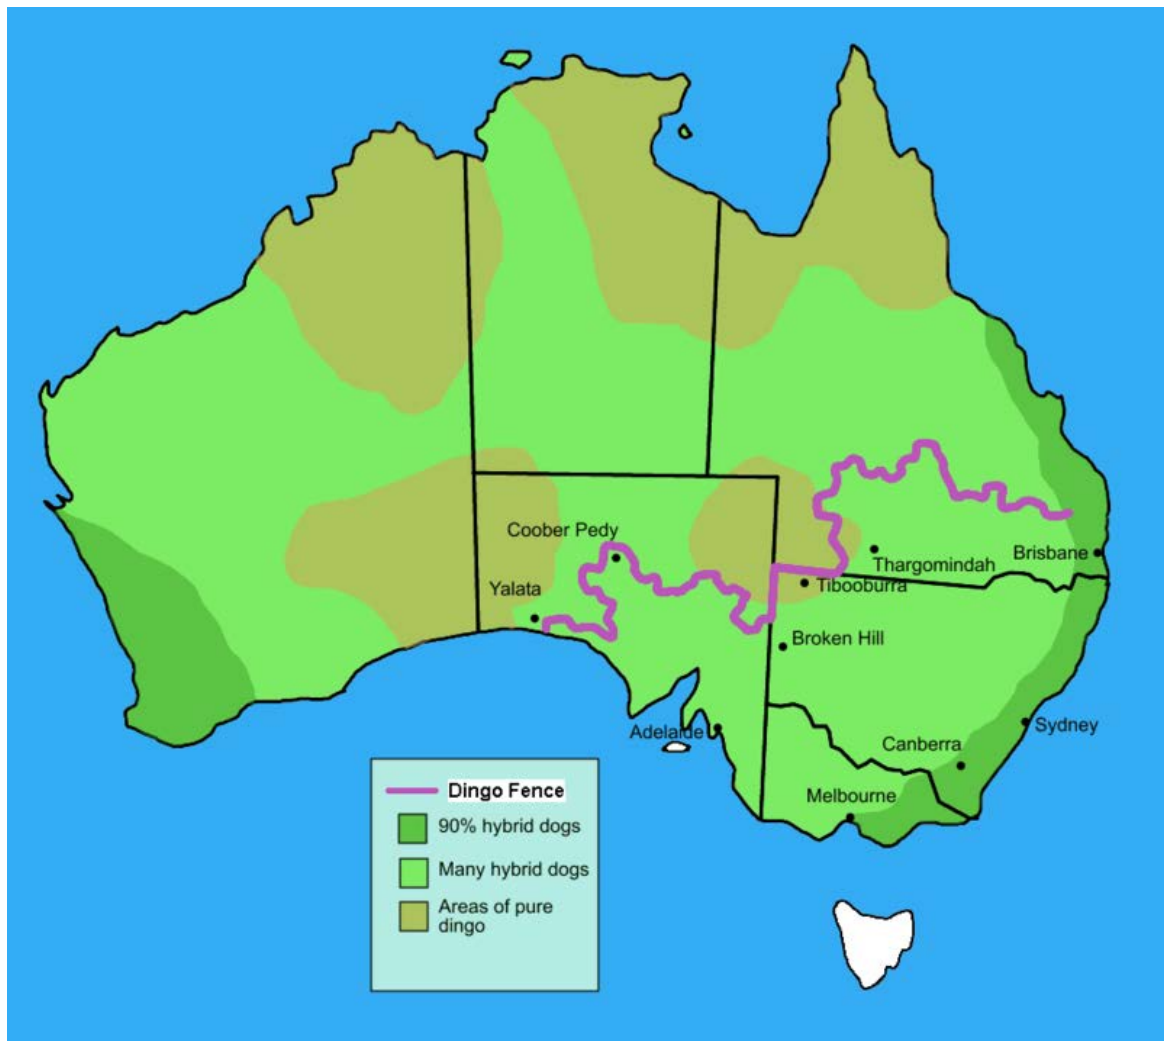 Coober Pedy
Thargomindah
Brisbane
Yalata
Tibooburra
Broken Hill
Adelaide
Sydney
Canberra
Melbourne
Dingo Fence
90% hybrid dogs
Many hybrid dogs
Areas of pure
dingo